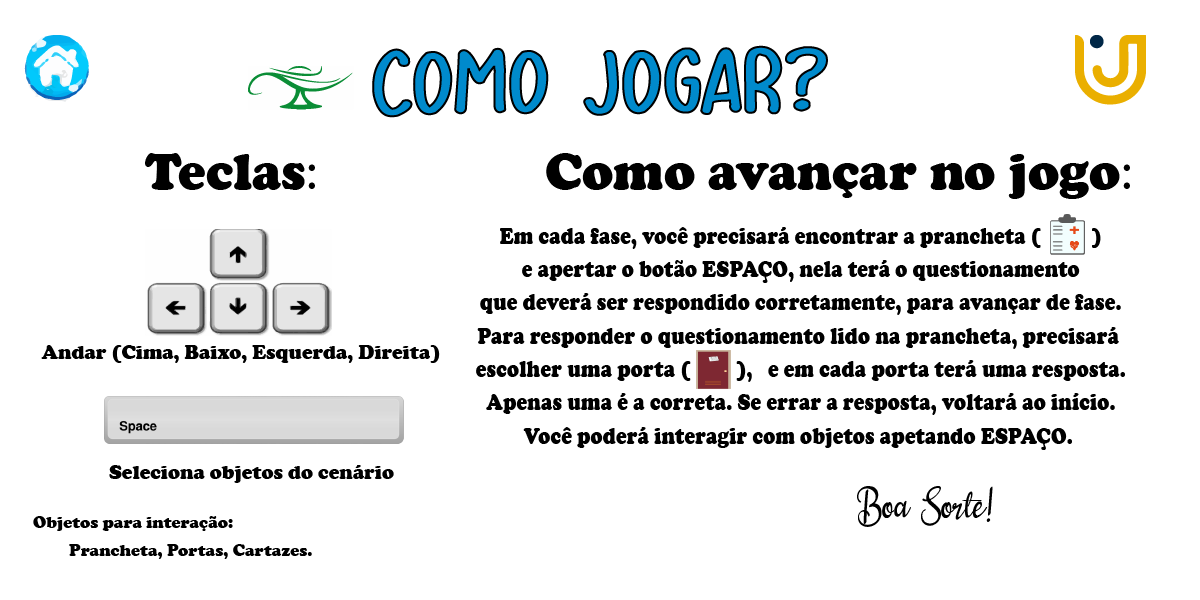 COMO JOGAR?
Teclas:
Andar (Cima, Baixo, Esquerda, Direita)
Space
Seleciona objetos do cenário
Objetos para interação:
Prancheta, Portas, Cartazes.
Como avançar no jogo:
Em cada fase, você precisará encontrar a prancheta ( )
e apertar o botão ESPAÇO, nela terá o questionamento
que deverá ser respondido corretamente, para avançar de fase.
Para responder o questionamento lido na prancheta, precisará
escolher uma porta ( ), e em cada porta terá uma resposta.
Apenas uma é a correta. Se errar a resposta, voltará ao início.
Você poderá interagir com objetos apetando ESPAÇO.
Boa Sorte!